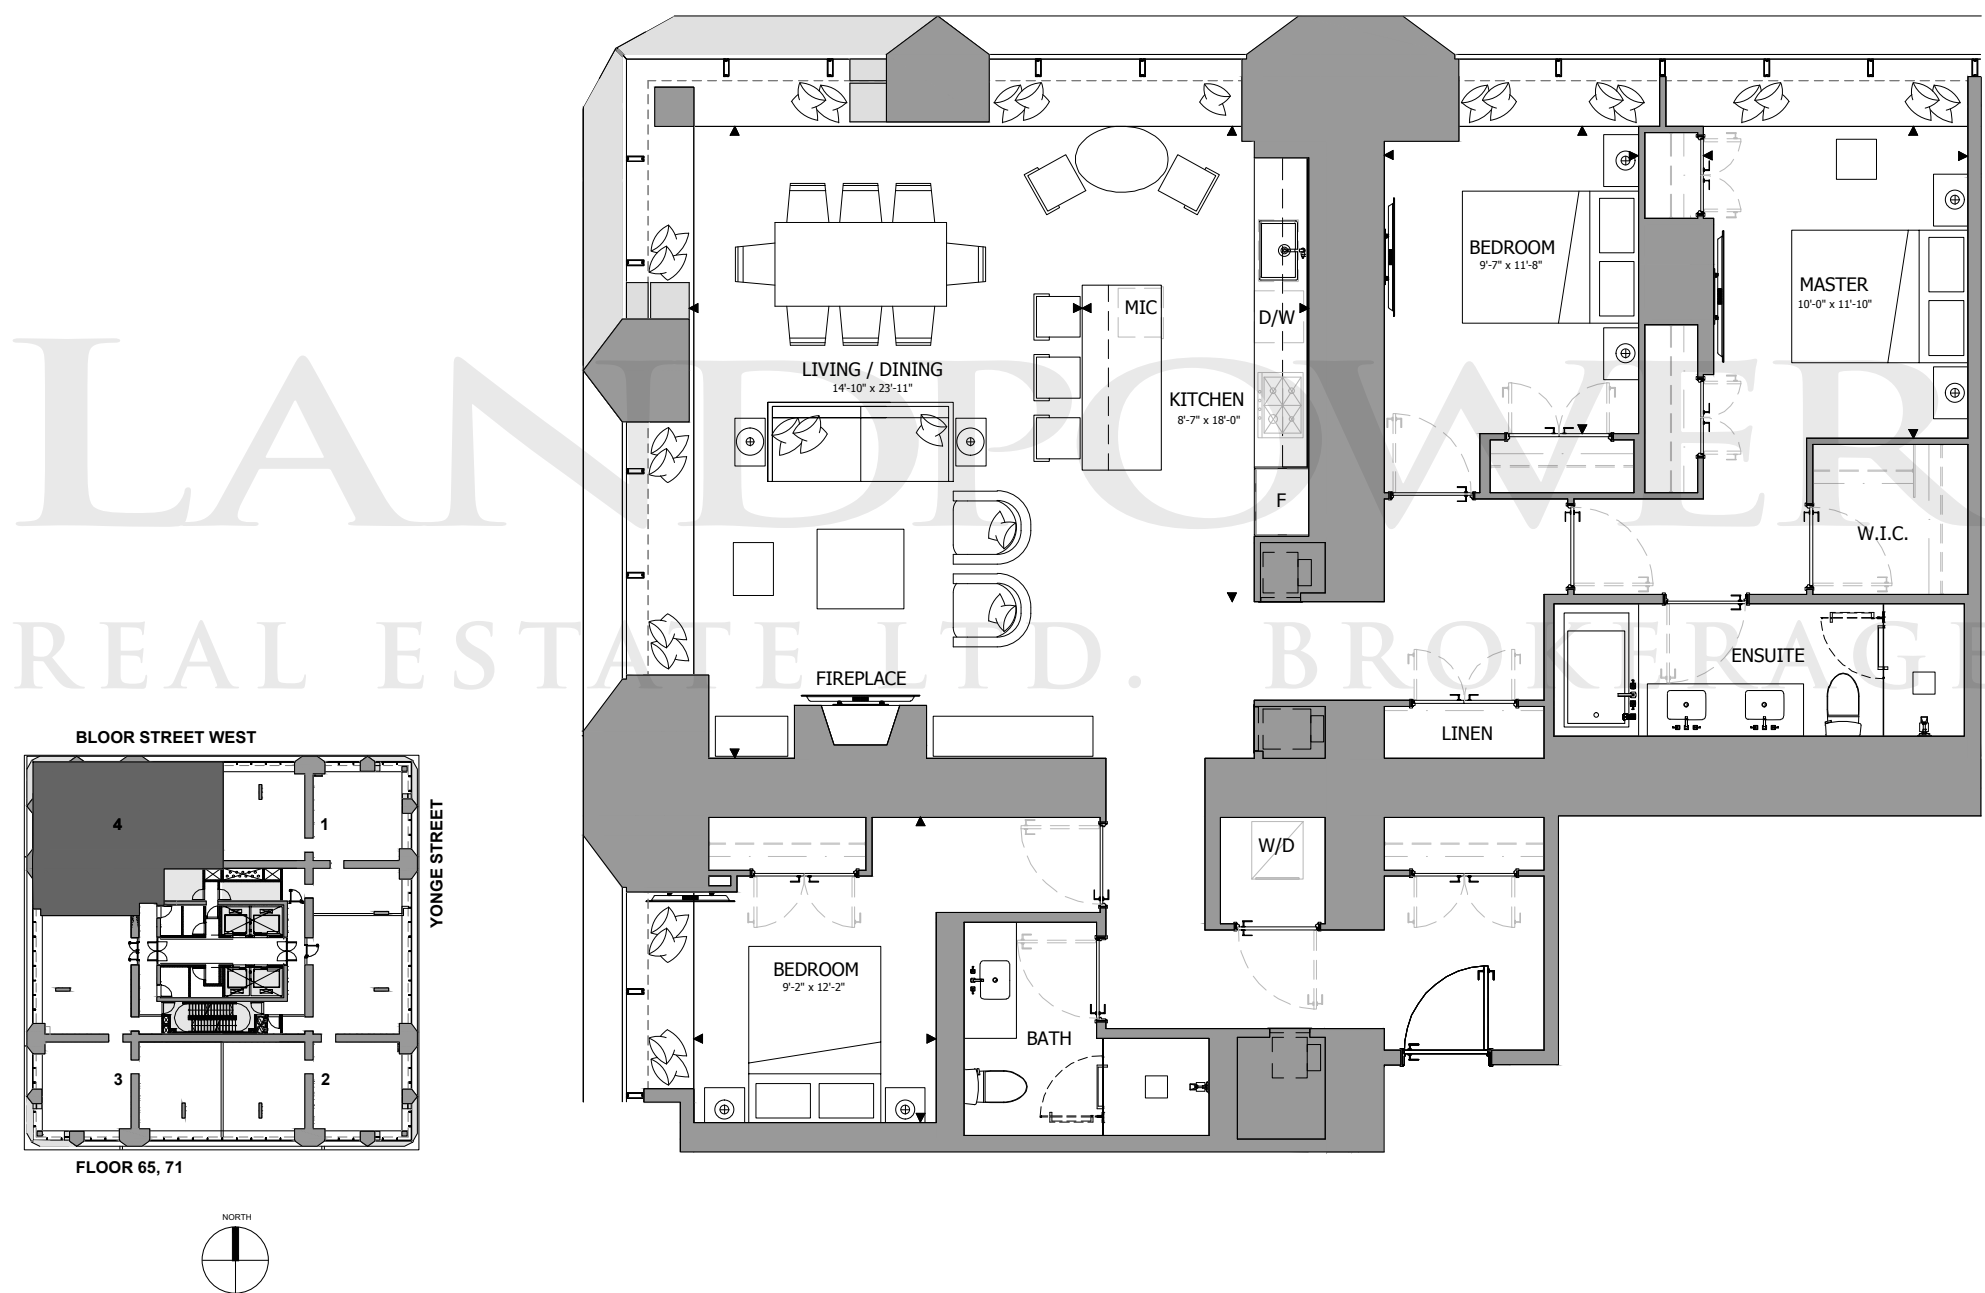 MIC
D/W
LIVING / DINING
14'-10" x 23'-11"
KITCHEN
8'-7" x 18'-0"
F
BEDROOM
9'-7" x 11'-8"
MASTER
10'-0" x 11'-10"
W.I.C.
LANDPOWER
REAL ESTATE LTD. BROKERAGE
ENSUITE
FIREPLACE
LINEN
W/D
BEDROOM
9'-2" x 12'-2"
BATH
BLOOR STREET WEST
YONGE STREET
4
1
3
2
FLOOR 65, 71
NORTH